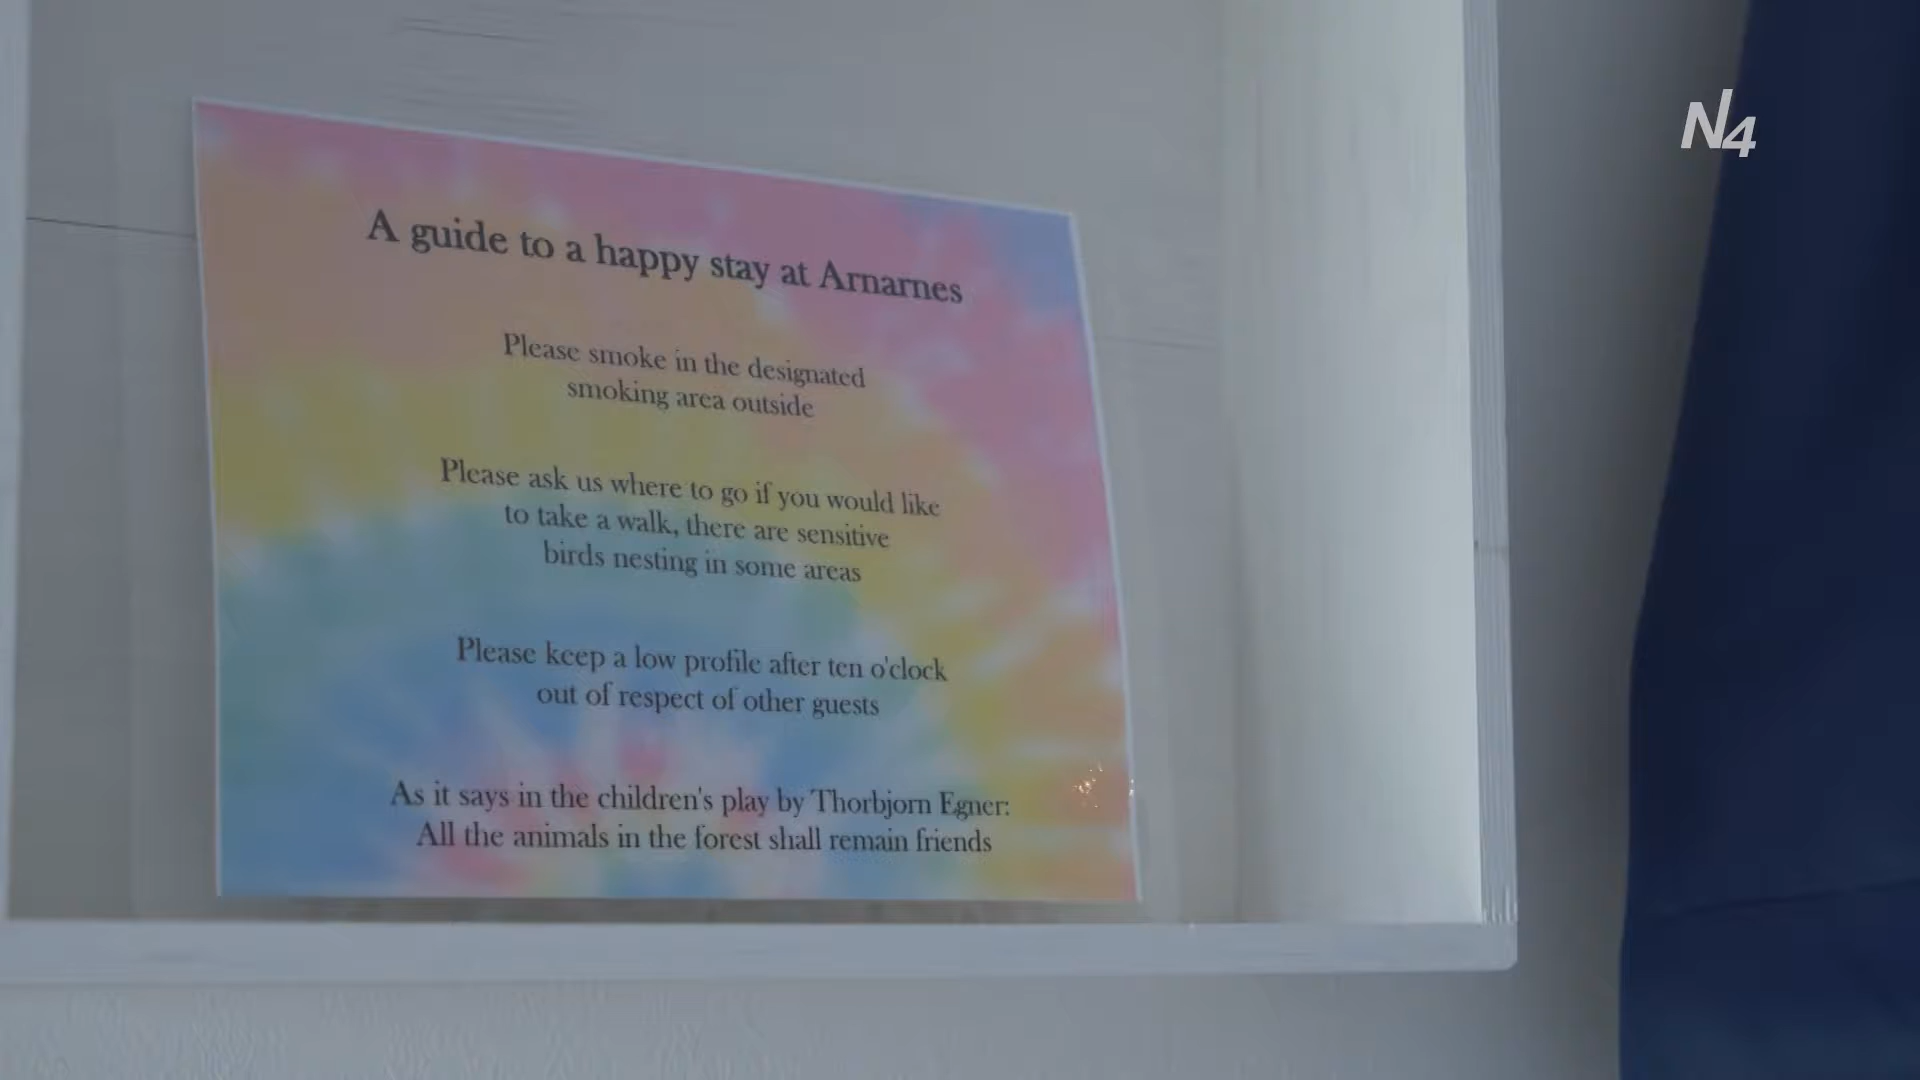 N4
A guide to a happy stay at Arnarnes
Please smoke in the designated
smoking area outside
Please ask us where to go if you would like
to take a walk, there are sensitive
birds nesting in some areas
Please keep a low profile after ten o'clock
out of respect of other guests
As it says in the children's play by Thorbjorn Egner:
All the animals in the forest shall remain friends